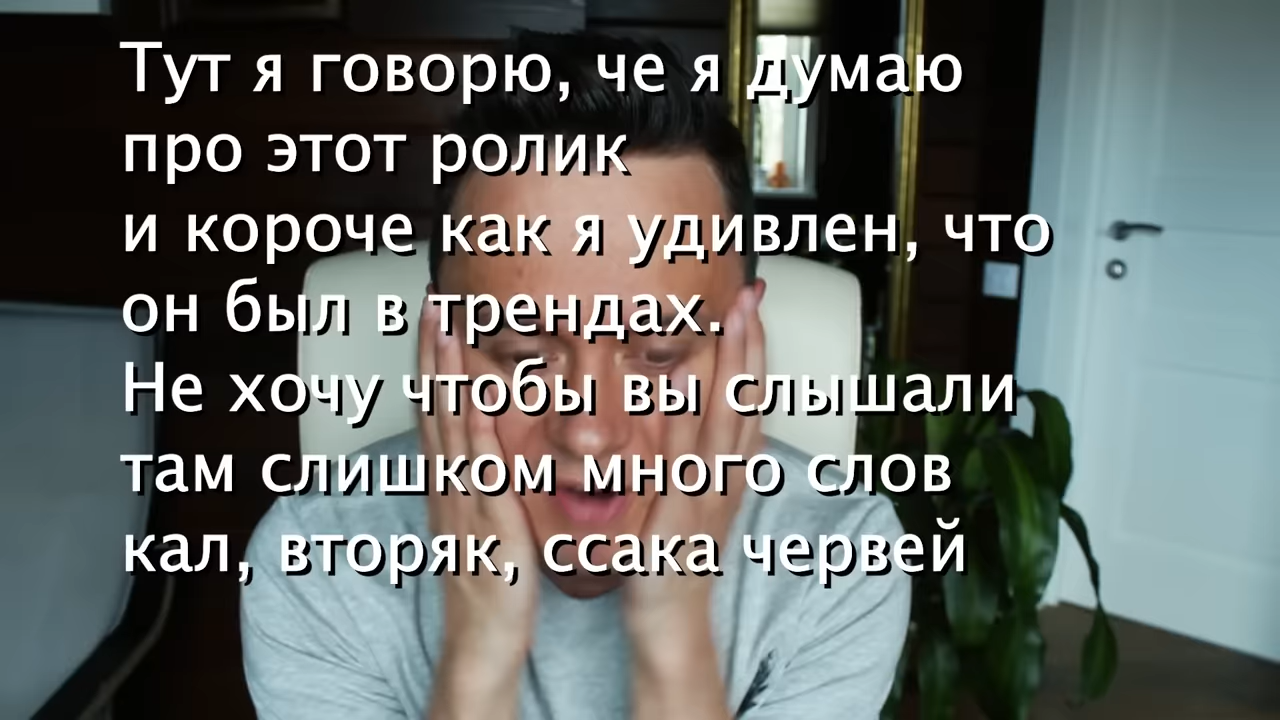 Тут я говорю, че я думаю
про этот ролик
и короче как я удивлен, что
он был в трендах.
Не хочу чтобы вы слышали
там слишком много слов
кал, вторяк, ссака червей